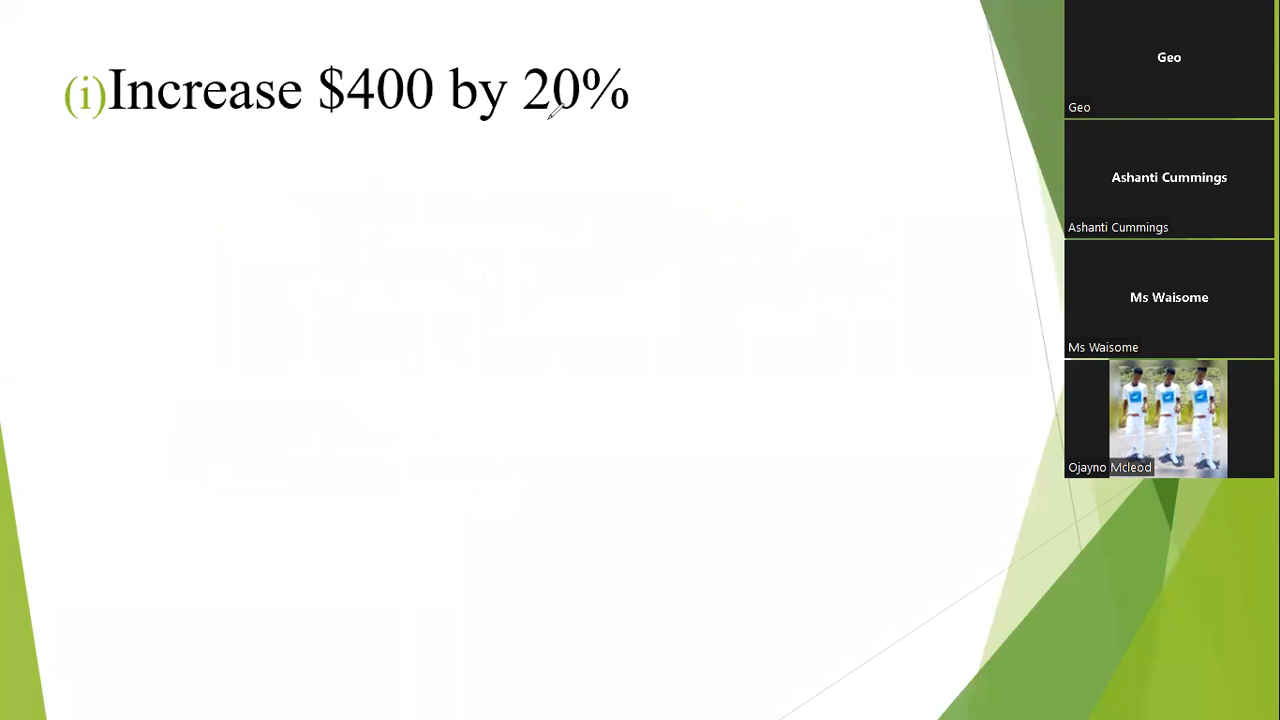 (i)Increase $400 by 20%
Geo
Geo
Ashanti Cummings
Ashanti Cummings
Ms Waisome
Ms Waisome
Ojayno Mcleod